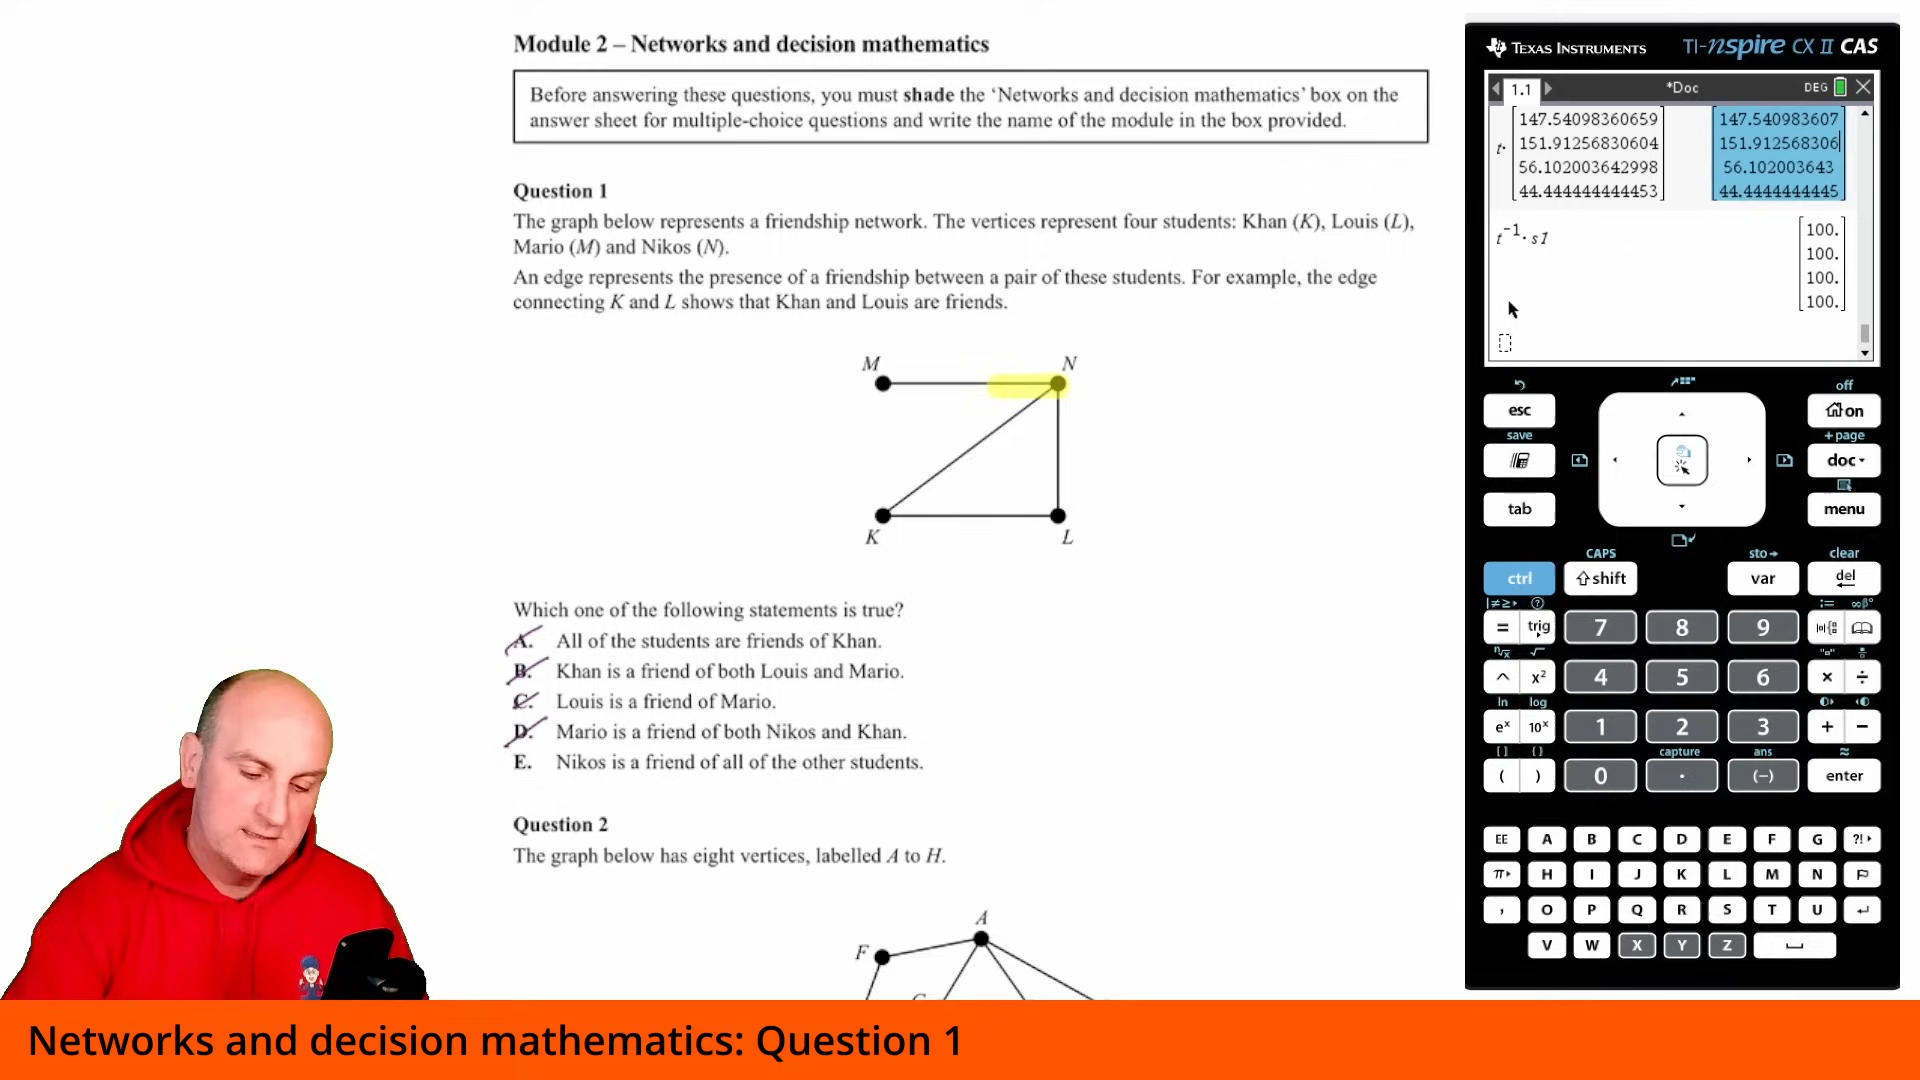 Module 2 – Networks and decision mathematics
Before answering these questions, you must shade the ‘Networks and decision mathematics’ box on the
answer sheet for multiple-choice questions and write the name of the module in the box provided.
Question 1
The graph below represents a friendship network. The vertices represent four students: Khan (K), Louis (L),
Mario (M) and Nikos (N).
An edge represents the presence of a friendship between a pair of these students. For example, the edge
connecting K and L shows that Khan and Louis are friends.
M N
K L
Which one of the following statements is true?
A. All of the students are friends of Khan.
B. Khan is a friend of both Louis and Mario.
C. Louis is a friend of Mario.
D. Mario is a friend of both Nikos and Khan.
E. Nikos is a friend of all of the other students.
Question 2
The graph below has eight vertices, labelled A to H.
A
F
Networks and decision mathematics: Question 1
TEXAS INSTRUMENTS TI-nspire CX II CAS
1.1 *Doc DEG
147.54098360659 147.540983607
t· 151.91256830604 151.912568306
56.102003642998 56.102003643
44.444444444453 44.4444444445
t⁻¹·s1 100.
100.
100.
100.
off
esc on
save + page
doc
tab menu
CAPS sto→ clear
ctrl shift var del
= trig 7 8 9
^ x² 4 5 6 × ÷
ln log
eˣ 10ˣ 1 2 3 + −
[ ] { } capture ans ≈
( ) 0 . (−) enter
EE A B C D E F G ?!
π H I J K L M N
, O P Q R S T U
V W X Y Z